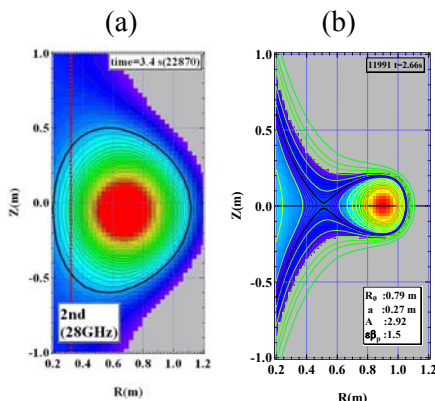 (a)
(b)
time=3.4 s(22870)
11991 t=2.66s
1.0
0.5
0.0
-0.5
-1.0
Z(m)
2nd
(28GHz)
0.2 0.4 0.6 0.8 1.0 1.2
R(m)
1.0
0.5
0.0
-0.5
-1.0
Z(m)
R₀ :0.79 m
a :0.27 m
A :2.92
εβₚ :1.5
0.2 0.4 0.6 0.8 1.0 1.2
R(m)